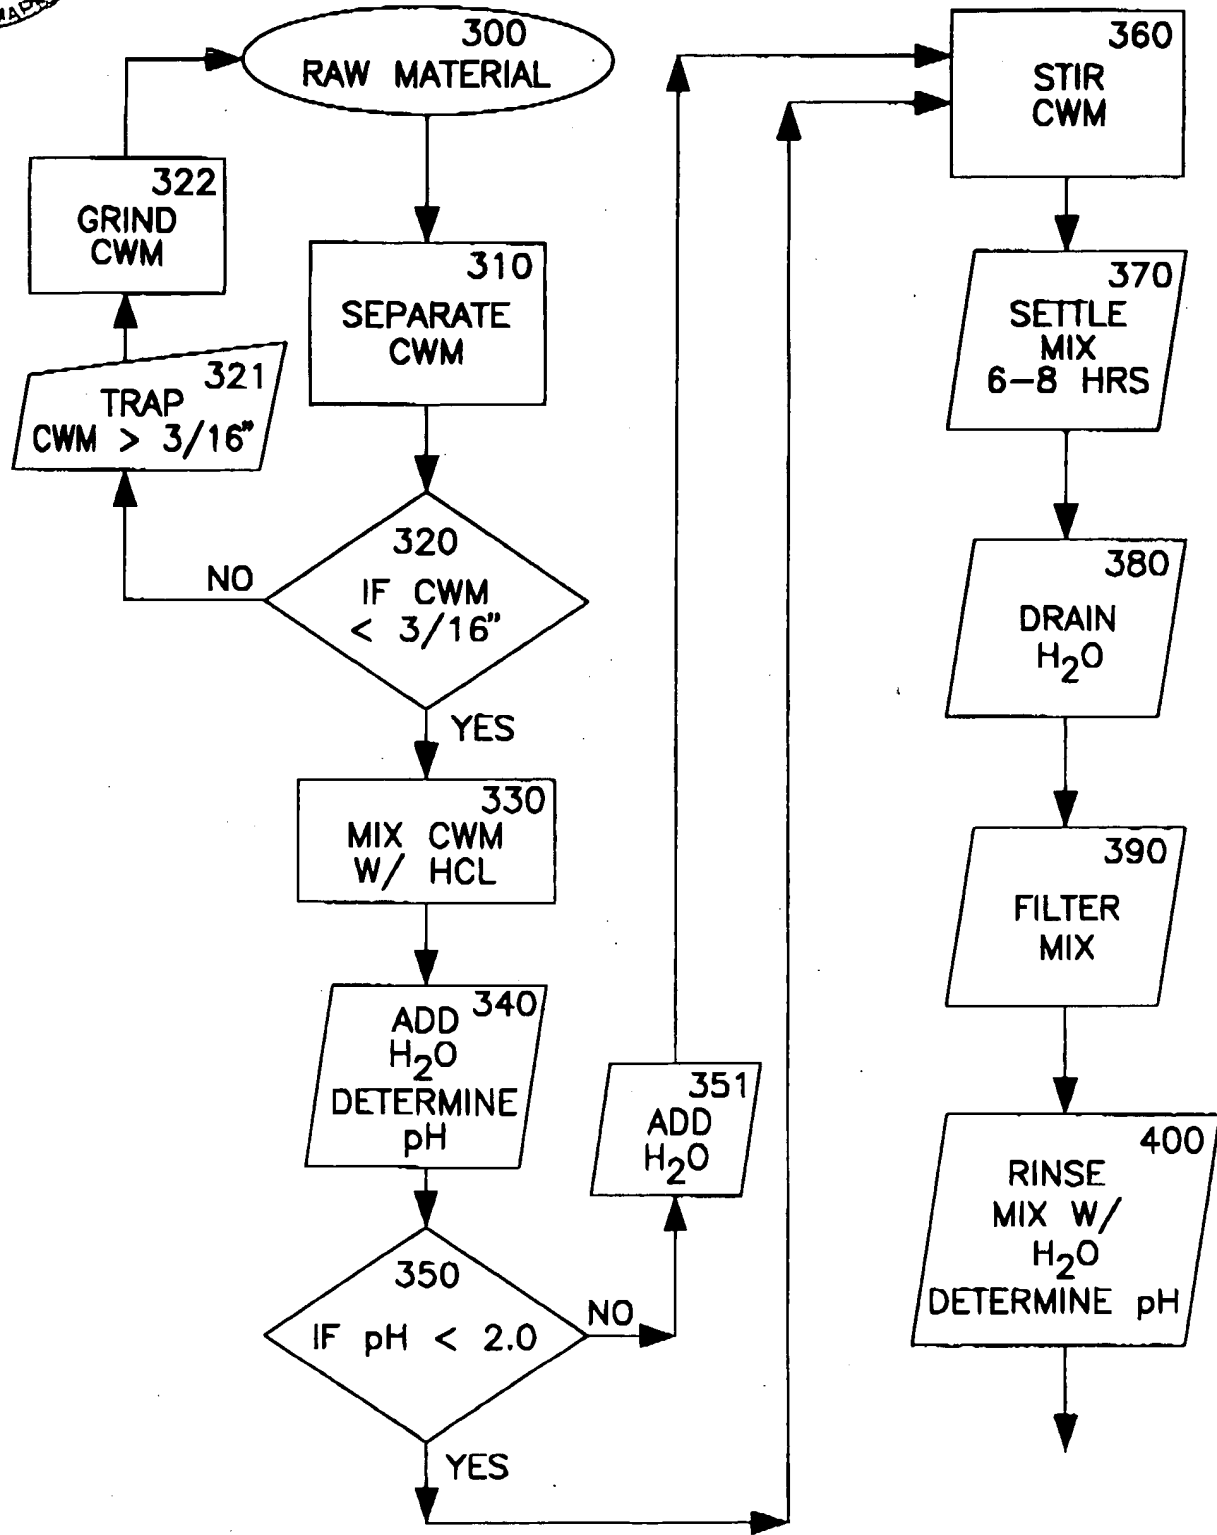 300
RAW MATERIAL
322
GRIND
CWM
310
SEPARATE
CWM
321
TRAP
CWM > 3/16"
320
IF CWM
< 3/16"
NO
YES
330
MIX CWM
W/ HCL
340
ADD
H₂O
DETERMINE
pH
350
IF pH < 2.0
NO
YES
351
ADD
H₂O
360
STIR
CWM
370
SETTLE
MIX
6-8 HRS
380
DRAIN
H₂O
390
FILTER
MIX
400
RINSE
MIX W/
H₂O
DETERMINE pH